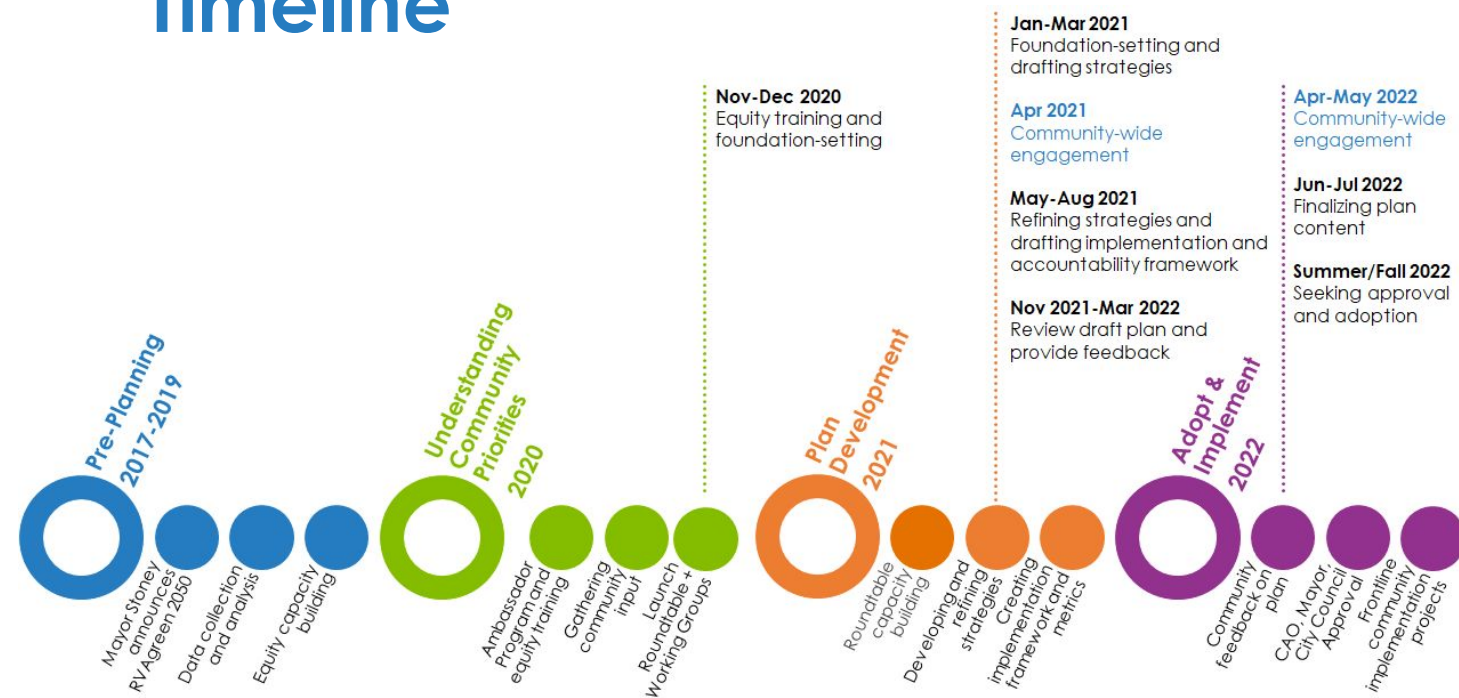 Timeline
Pre-Planning
2017-2019
Mayor Stoney
announces
RVAgreen 2050
Data collection
and analysis
Equity capacity
building
Understanding
Community
Priorities
2020
Ambassador
Program and
equity training
Gathering
community
input
Launch
Roundtable +
Working Groups
Nov-Dec 2020
Equity training and
foundation-setting
Plan
Development
2021
Roundtable
capacity
building
Developing and
refining
strategies
Creating
implementation
framework and
metrics
Jan-Mar 2021
Foundation-setting and
drafting strategies
Apr 2021
Community-wide
engagement
May-Aug 2021
Refining strategies and
drafting implementation and
accountability framework
Nov 2021-Mar 2022
Review draft plan and
provide feedback
Adopt &
Implement
2022
Community
feedback on
plan
CAO, Mayor,
City Council
Approval
Frontline
community
implementation
projects
Apr-May 2022
Community-wide
engagement
Jun-Jul 2022
Finalizing plan
content
Summer/Fall 2022
Seeking approval
and adoption